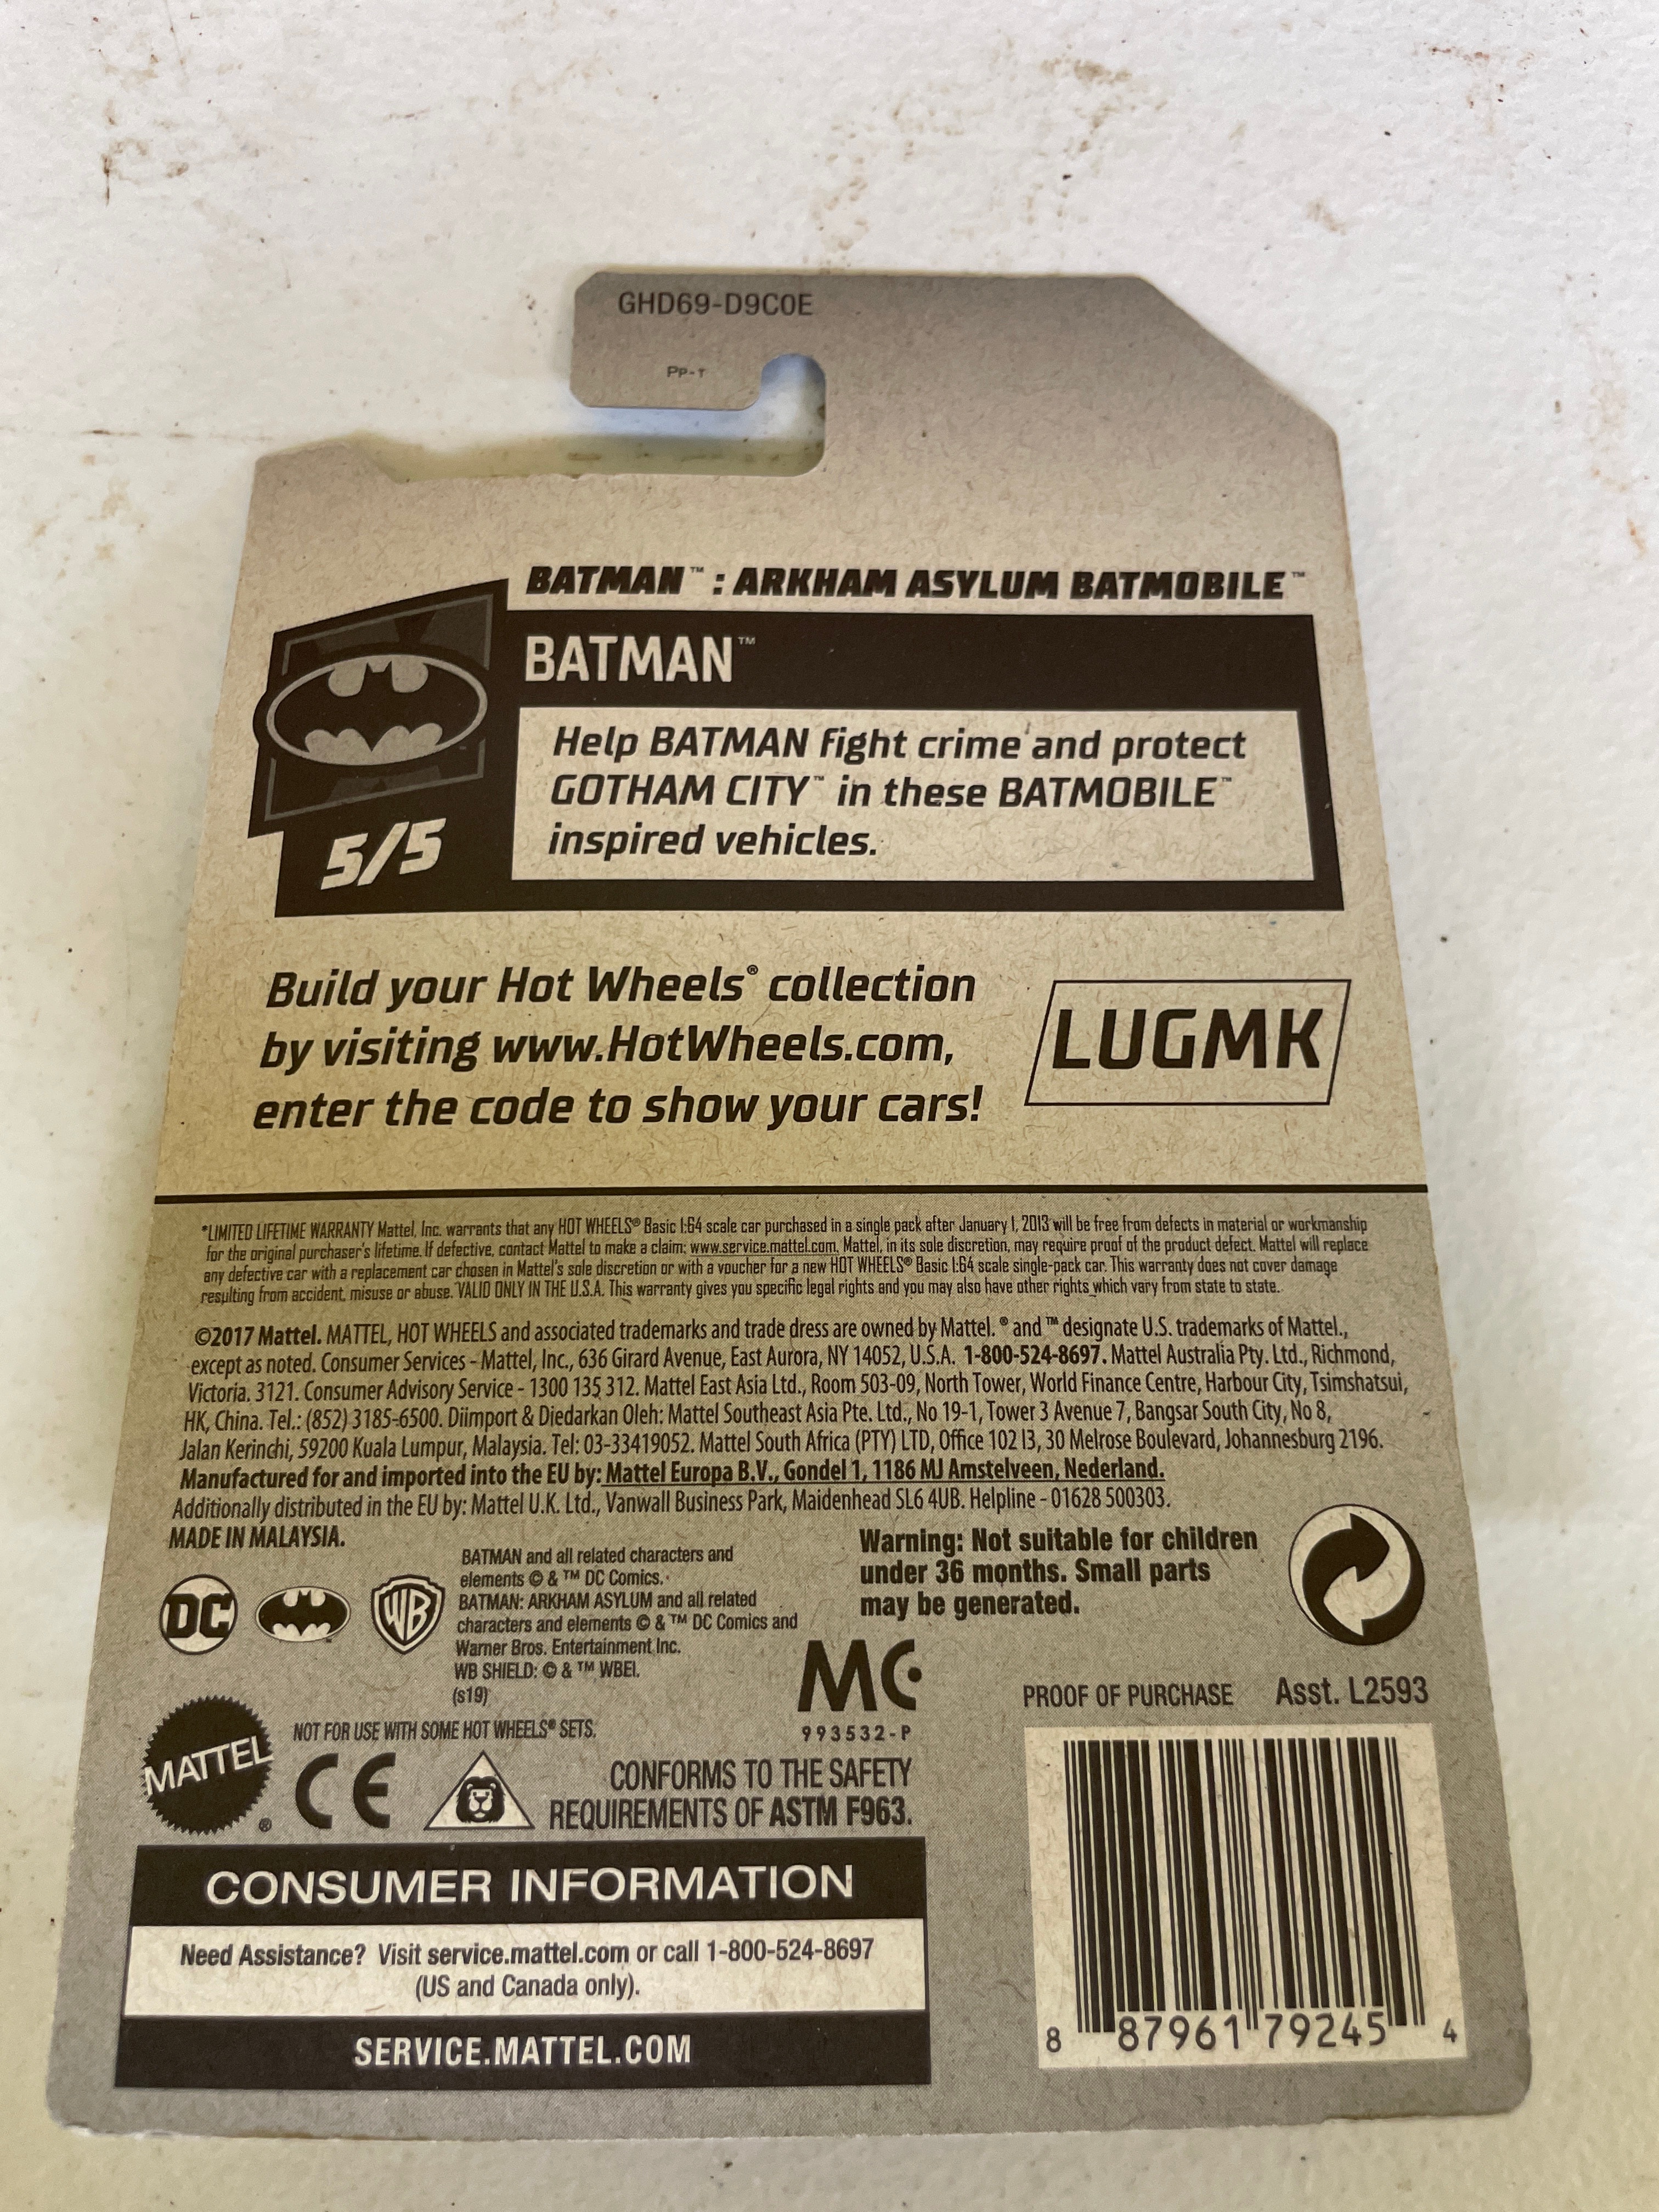 GHD69-D9C0E
PP-T
BATMAN™ : ARKHAM ASYLUM BATMOBILE™
BATMAN™
Help BATMAN fight crime and protect
GOTHAM CITY™ in these BATMOBILE™
inspired vehicles.
5/5
Build your Hot Wheels® collection
by visiting www.HotWheels.com,
enter the code to show your cars!
LUGMK
*LIMITED LIFETIME WARRANTY Mattel, Inc. warrants that any HOT WHEELS® Basic 1:64 scale car purchased in a single pack after January 1, 2013 will be free from defects in material or workmanship
for the original purchaser's lifetime. If defective, contact Mattel to make a claim: www.service.mattel.com. Mattel, in its sole discretion, may require proof of the product defect. Mattel will replace
any defective car with a replacement car chosen in Mattel's sole discretion or with a voucher for a new HOT WHEELS® Basic 1:64 scale single-pack car. This warranty does not cover damage
resulting from accident, misuse or abuse. VALID ONLY IN THE U.S.A. This warranty gives you specific legal rights and you may also have other rights which vary from state to state.
©2017 Mattel. MATTEL, HOT WHEELS and associated trademarks and trade dress are owned by Mattel. ® and ™ designate U.S. trademarks of Mattel.,
except as noted. Consumer Services - Mattel, Inc., 636 Girard Avenue, East Aurora, NY 14052, U.S.A. 1-800-524-8697. Mattel Australia Pty. Ltd., Richmond,
Victoria. 3121. Consumer Advisory Service - 1300 135 312. Mattel East Asia Ltd., Room 503-09, North Tower, World Finance Centre, Harbour City, Tsimshatsui,
HK, China. Tel.: (852) 3185-6500. Diimport & Diedarkan Oleh: Mattel Southeast Asia Pte. Ltd., No 19-1, Tower 3 Avenue 7, Bangsar South City, No 8,
Jalan Kerinchi, 59200 Kuala Lumpur, Malaysia. Tel: 03-33419052. Mattel South Africa (PTY) LTD, Office 102 I3, 30 Melrose Boulevard, Johannesburg 2196.
Manufactured for and imported into the EU by: Mattel Europa B.V., Gondel 1, 1186 MJ Amstelveen, Nederland.
Additionally distributed in the EU by: Mattel U.K. Ltd., Vanwall Business Park, Maidenhead SL6 4UB. Helpline - 01628 500303.
MADE IN MALAYSIA.
DC
WB
BATMAN and all related characters and
elements © & ™ DC Comics.
BATMAN: ARKHAM ASYLUM and all related
characters and elements © & ™ DC Comics and
Warner Bros. Entertainment Inc.
WB SHIELD: © & ™ WBEI.
(s19)
Warning: Not suitable for children
under 36 months. Small parts
may be generated.
MC
993532-P
PROOF OF PURCHASE Asst. L2593
NOT FOR USE WITH SOME HOT WHEELS® SETS.
MATTEL®
CE
CONFORMS TO THE SAFETY
REQUIREMENTS OF ASTM F963.
CONSUMER INFORMATION
Need Assistance? Visit service.mattel.com or call 1-800-524-8697
(US and Canada only).
SERVICE.MATTEL.COM
8 87961 79245 4